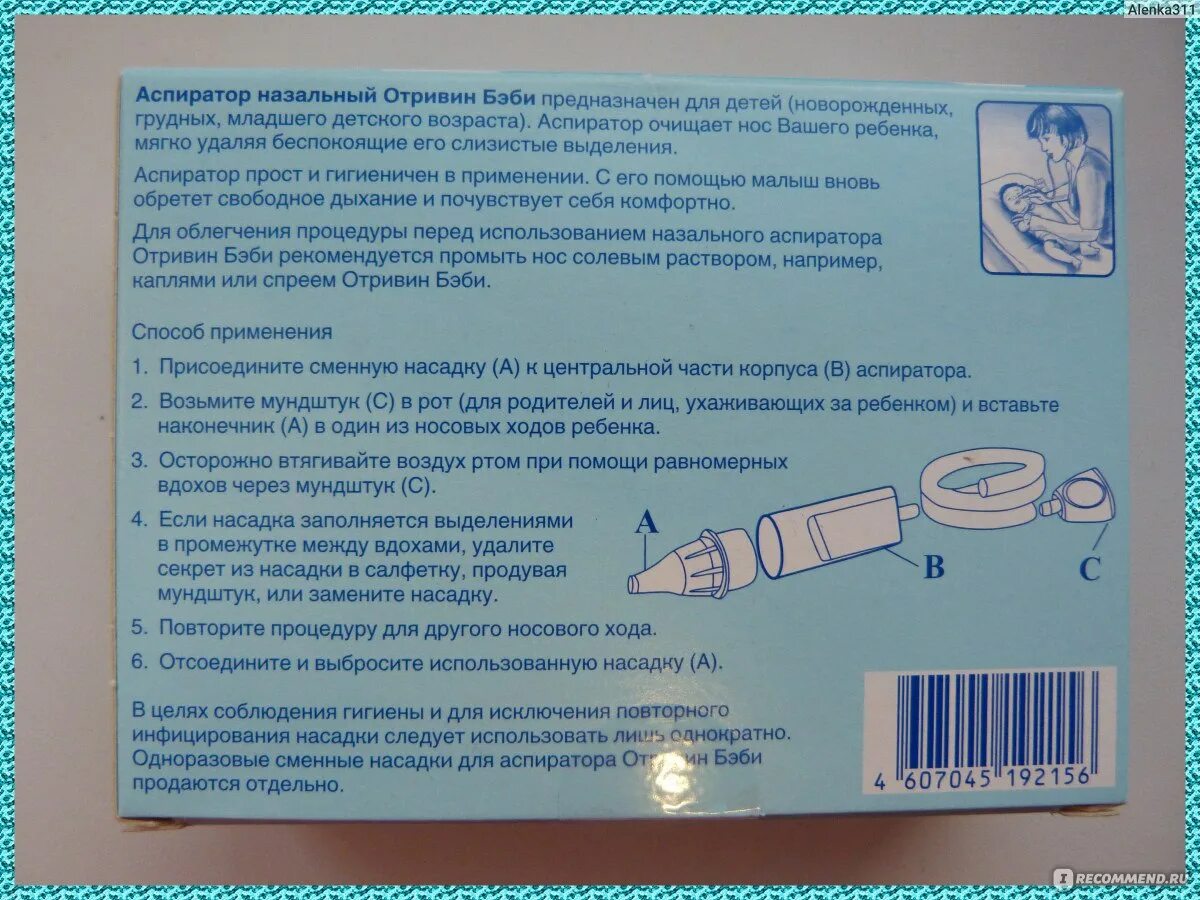 Alenka311
Аспиратор назальный Отривин Бэби предназначен для детей (новорожденных,
грудных, младшего детского возраста). Аспиратор очищает нос Вашего ребенка,
мягко удаляя беспокоящие его слизистые выделения.
Аспиратор прост и гигиеничен в применении. С его помощью малыш вновь
обретет свободное дыхание и почувствует себя комфортно.
Для облегчения процедуры перед использованием назального аспиратора
Отривин Бэби рекомендуется промыть нос солевым раствором, например,
каплями или спреем Отривин Бэби.
Способ применения
1. Присоедините сменную насадку (А) к центральной части корпуса (В) аспиратора.
2. Возьмите мундштук (С) в рот (для родителей и лиц, ухаживающих за ребенком) и вставьте
наконечник (А) в один из носовых ходов ребенка.
3. Осторожно втягивайте воздух ртом при помощи равномерных
вдохов через мундштук (С).
4. Если насадка заполняется выделениями
в промежутке между вдохами, удалите
секрет из насадки в салфетку, продувая
мундштук, или замените насадку.
A
B
C
5. Повторите процедуру для другого носового хода.
6. Отсоедините и выбросите использованную насадку (А).
В целях соблюдения гигиены и для исключения повторного
инфицирования насадки следует использовать лишь однократно.
Одноразовые сменные насадки для аспиратора Отривин Бэби
продаются отдельно.
4 607045 192156
IRECOMMEND.RU